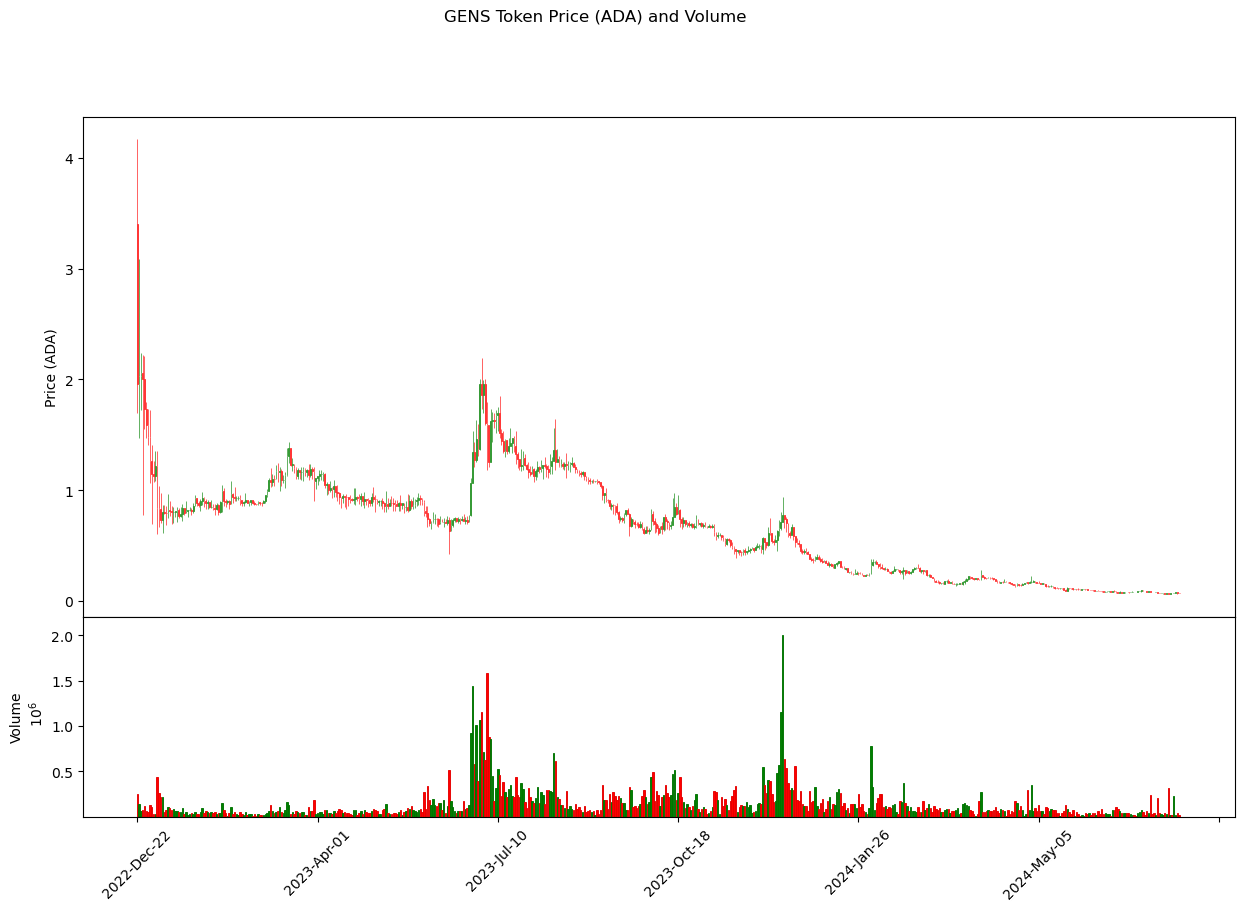 GENS Token Price (ADA) and Volume
Price (ADA)
4
3
2
1
0
Volume
10⁶
2.0
1.5
1.0
0.5
2022-Dec-22
2023-Apr-01
2023-Jul-10
2023-Oct-18
2024-Jan-26
2024-May-05